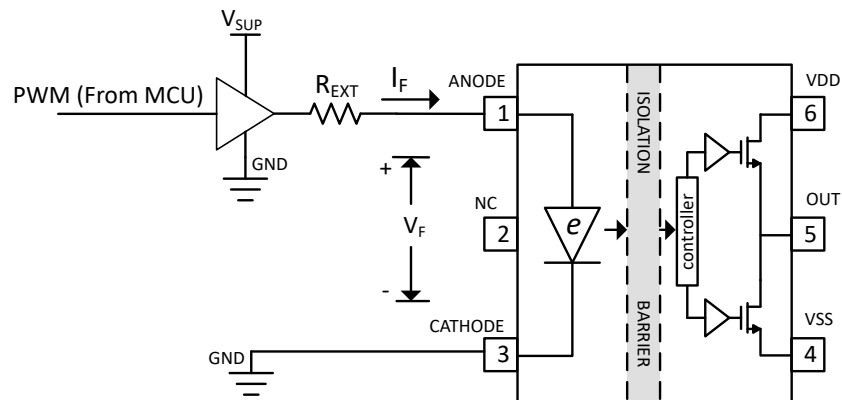 VSUP
PWM (From MCU)
REXT
IF
GND
+
VF
-
GND
ANODE
1
NC
2
CATHODE
3
e
ISOLATION
BARRIER
controller
VDD
6
OUT
5
VSS
4